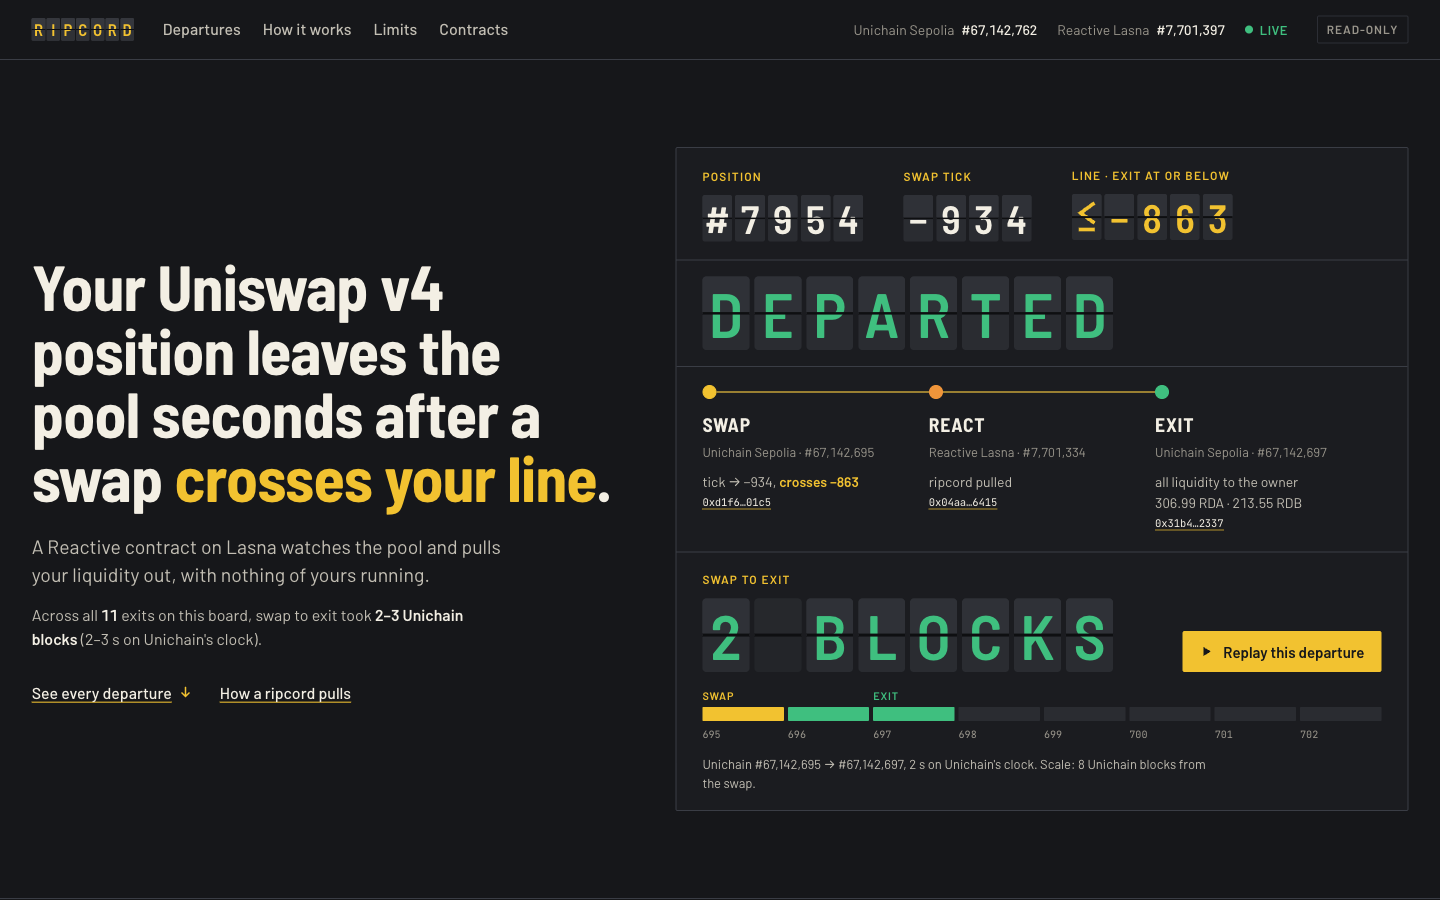 RIPCORD
Departures
How it works
Limits
Contracts
Unichain Sepolia #67,142,762
Reactive Lasna #7,701,397
LIVE
READ-ONLY
Your Uniswap v4
position leaves the
pool seconds after a
swap crosses your line.
A Reactive contract on Lasna watches the pool and pulls
your liquidity out, with nothing of yours running.
Across all 11 exits on this board, swap to exit took 2–3 Unichain
blocks (2–3 s on Unichain's clock).
See every departure ↓
How a ripcord pulls
POSITION
#7954
SWAP TICK
−934
LINE · EXIT AT OR BELOW
≤−863
DEPARTED
SWAP
Unichain Sepolia · #67,142,695
tick → −934, crosses −863
0xd1f6…01c5
REACT
Reactive Lasna · #7,701,334
ripcord pulled
0x04aa…6415
EXIT
Unichain Sepolia · #67,142,697
all liquidity to the owner
306.99 RDA · 213.55 RDB
0x31b4…2337
SWAP TO EXIT
2 BLOCKS
Replay this departure
SWAP
EXIT
695 696 697 698 699 700 701 702
Unichain #67,142,695 → #67,142,697, 2 s on Unichain's clock. Scale: 8 Unichain blocks from
the swap.